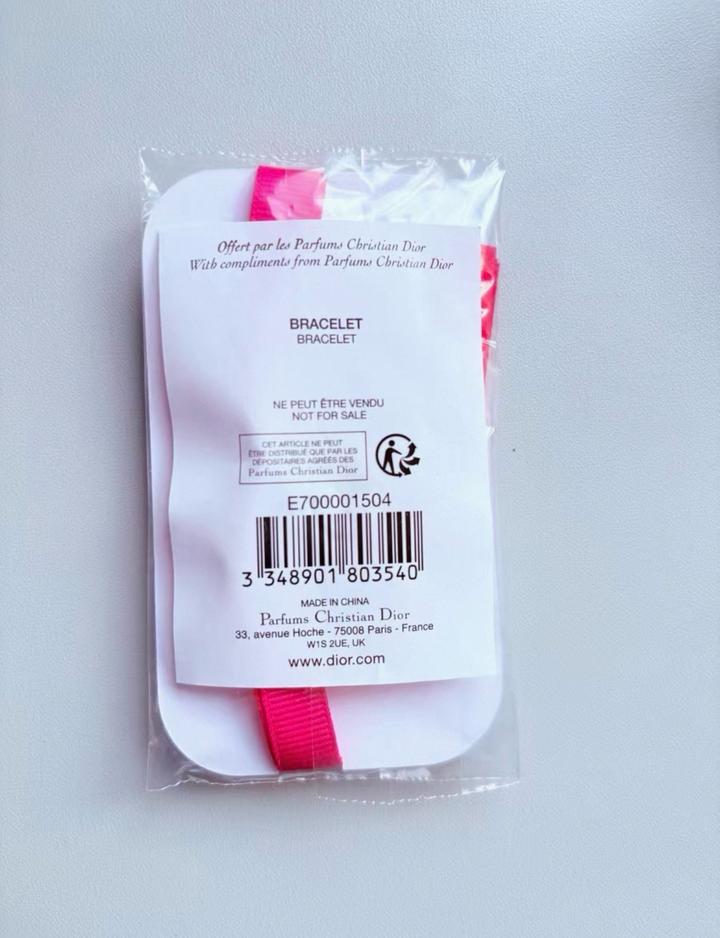 Offert par les Parfums Christian Dior
With compliments from Parfums Christian Dior
BRACELET
BRACELET
NE PEUT ÊTRE VENDU
NOT FOR SALE
CET ARTICLE NE PEUT
ÊTRE DISTRIBUÉ QUE PAR LES
DÉPOSITAIRES AGRÉÉS DES
Parfums Christian Dior
E700001504
3 348901 803540
MADE IN CHINA
Parfums Christian Dior
33, avenue Hoche - 75008 Paris - France
W1S 2UE, UK
www.dior.com